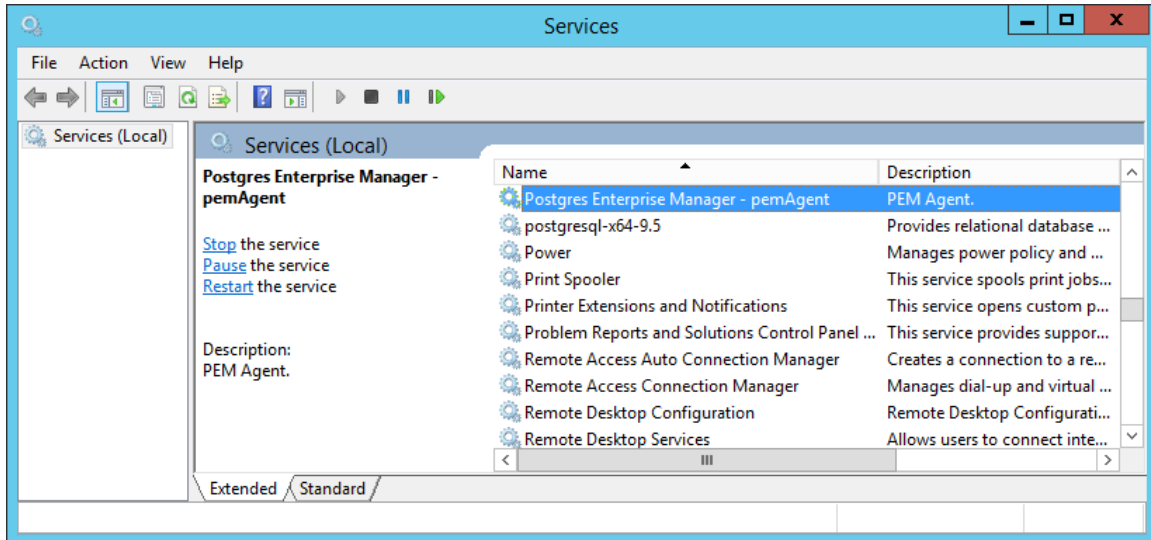 Services
File Action View Help
Services (Local)
Services (Local)
Postgres Enterprise Manager -
pemAgent
Stop the service
Pause the service
Restart the service
Description:
PEM Agent.
Name Description
Postgres Enterprise Manager - pemAgent PEM Agent.
postgresql-x64-9.5 Provides relational database ...
Power Manages power policy and ...
Print Spooler This service spools print jobs...
Printer Extensions and Notifications This service opens custom p...
Problem Reports and Solutions Control Panel ... This service provides suppor...
Remote Access Auto Connection Manager Creates a connection to a re...
Remote Access Connection Manager Manages dial-up and virtual ...
Remote Desktop Configuration Remote Desktop Configurati...
Remote Desktop Services Allows users to connect inte...
Extended Standard